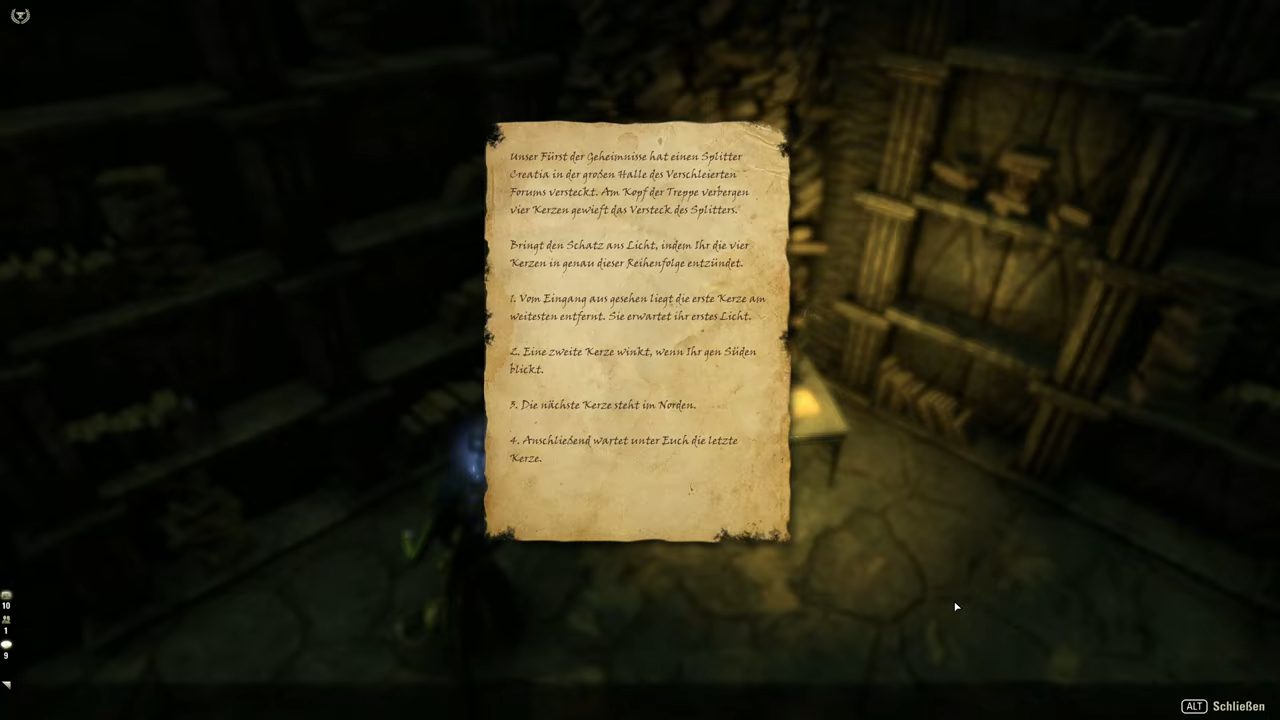 Unser Fürst der Geheimnisse hat einen Splitter
Creatia in der großen Halle des Verschleierten
Forums versteckt. Am Kopf der Treppe verbergen
vier Kerzen gewieft das Versteck des Splitters.
Bringt den Schatz ans Licht, indem Ihr die vier
Kerzen in genau dieser Reihenfolge entzündet.
1. Vom Eingang aus gesehen liegt die erste Kerze am
weitesten entfernt. Sie erwartet ihr erstes Licht.
2. Eine zweite Kerze winkt, wenn Ihr gen Süden
blickt.
3. Die nächste Kerze steht im Norden.
4. Anschließend wartet unter Euch die letzte
Kerze.
10
1
9
ALT Schließen